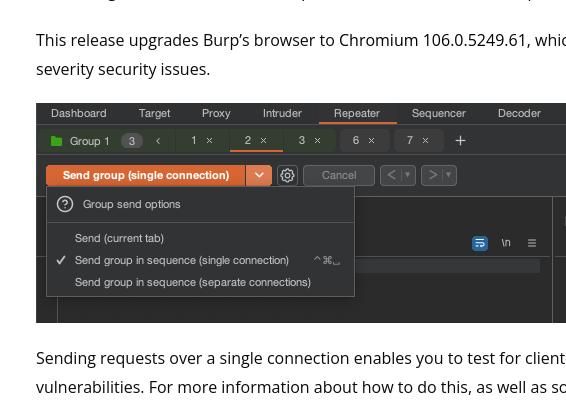 This release upgrades Burp's browser to Chromium 106.0.5249.61,
severity security issues.
Dashboard Target Proxy Intruder Repeater Sequencer Decoder
Group 1 3 < 1 × 2 × 3 × 6 × 7 × +
Send group (single connection) Cancel < >
? Group send options
Send (current tab)
\n
✓ Send group in sequence (single connection) ^⌘
Send group in sequence (separate connections)
Sending requests over a single connection enables you to test for client
vulnerabilities. For more information about how to do this, as well as